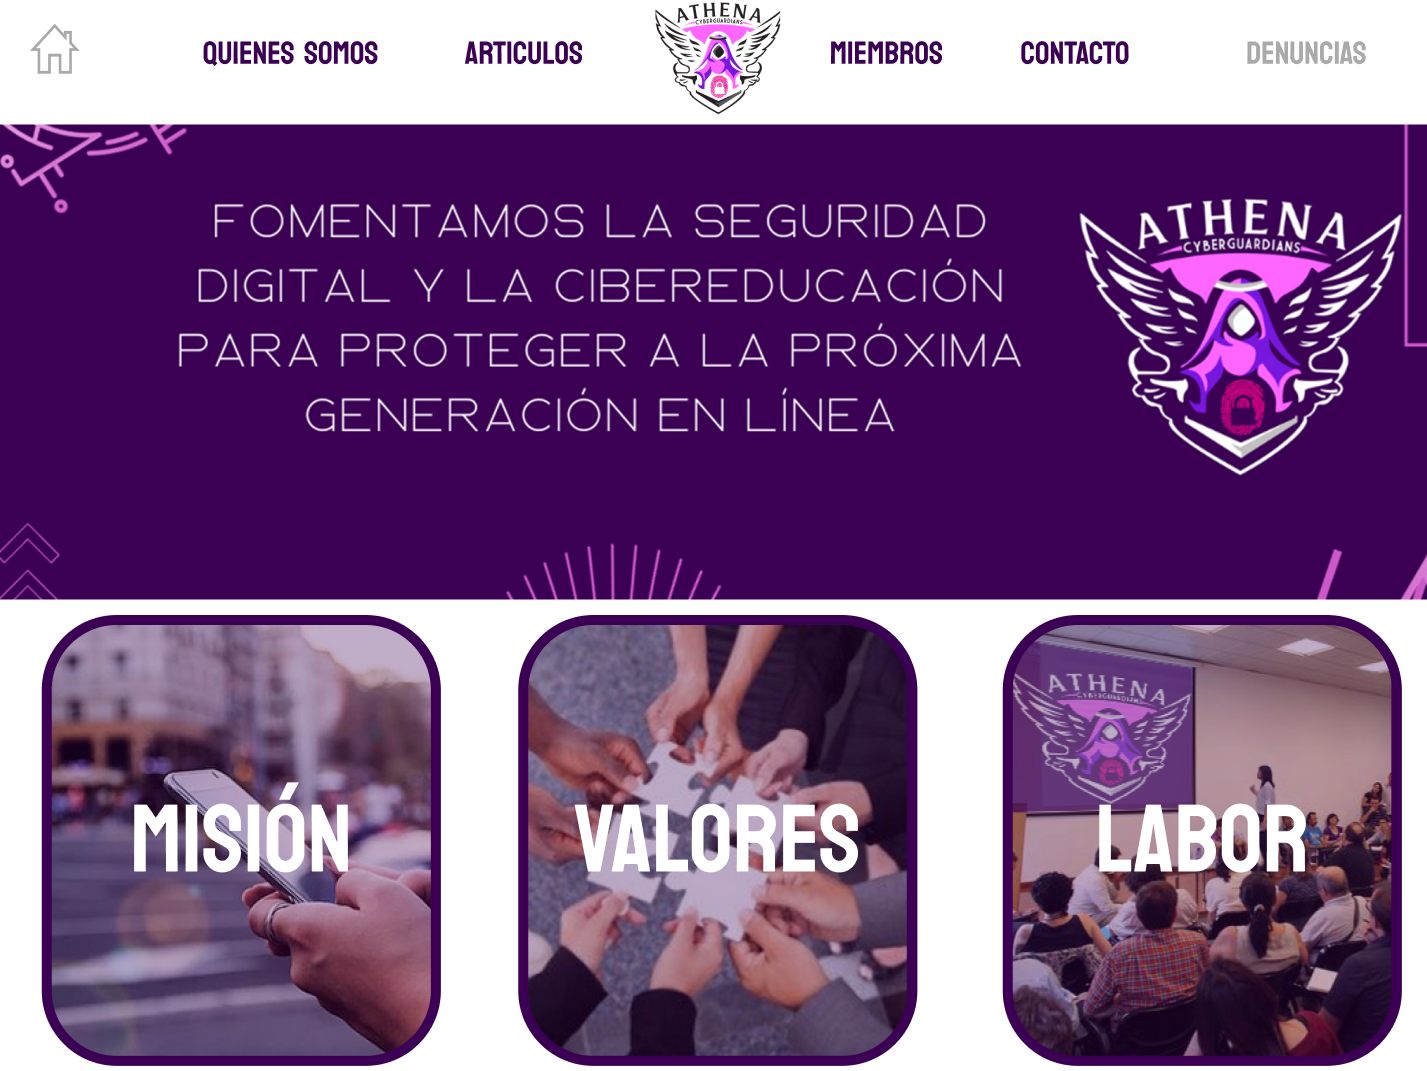 QUIENES SOMOS
ARTICULOS
ATHENA
CYBERGUARDIANS
MIEMBROS
CONTACTO
DENUNCIAS
FOMENTAMOS LA SEGURIDAD
DIGITAL Y LA CIBEREDUCACIÓN
PARA PROTEGER A LA PRÓXIMA
GENERACIÓN EN LÍNEA
ATHENA
CYBERGUARDIANS
MISIÓN
VALORES
ATHENA
CYBERGUARDIANS
LABOR